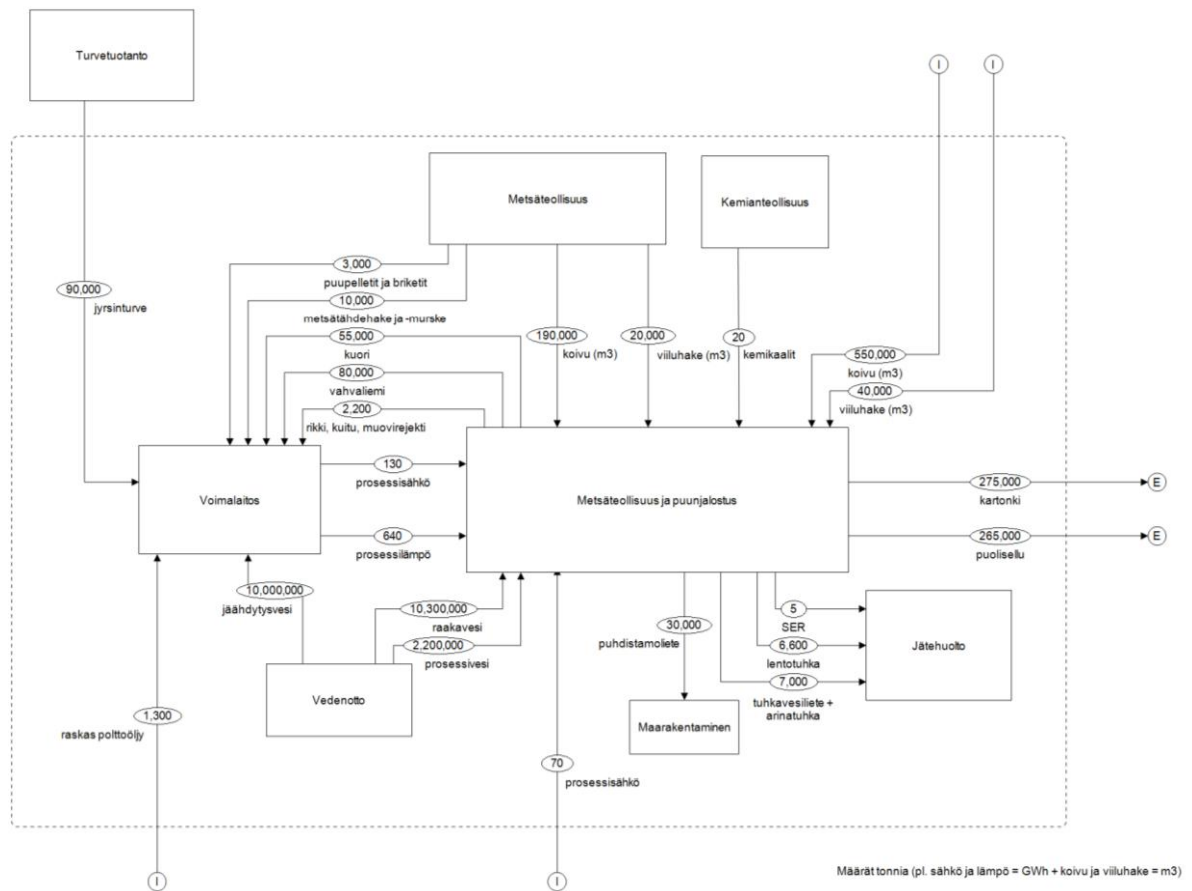 Turvetuotanto
I
I
Metsäteollisuus
Kemianteollisuus
3,000
puupelletit ja briketit
90,000
jyrsinturve
10,000
metsätähdehake ja -murske
55,000
kuori
190,000
koivu (m3)
20,000
viiluhake (m3)
20
kemikaalit
550,000
koivu (m3)
80,000
vahvaliemi
40,000
viiluhake (m3)
2,200
rikki, kuitu, muovirejekti
Voimalaitos
130
prosessisähkö
Metsäteollisuus ja puunjalostus
275,000
kartonki
E
640
prosessilämpö
265,000
puolisellu
E
10,000,000
jäähdytysvesi
10,300,000
raakavesi
2,200,000
prosessivesi
30,000
puhdistamoliete
5
SER
6,600
lentotuhka
7,000
tuhkavesiliete +
arinatuhka
Jätehuolto
Vedenotto
Maarakentaminen
1,300
raskas polttoöljy
70
prosessisähkö
I
I
Määrät tonnia (pl. sähkö ja lämpö = GWh + koivu ja viiluhake = m3)